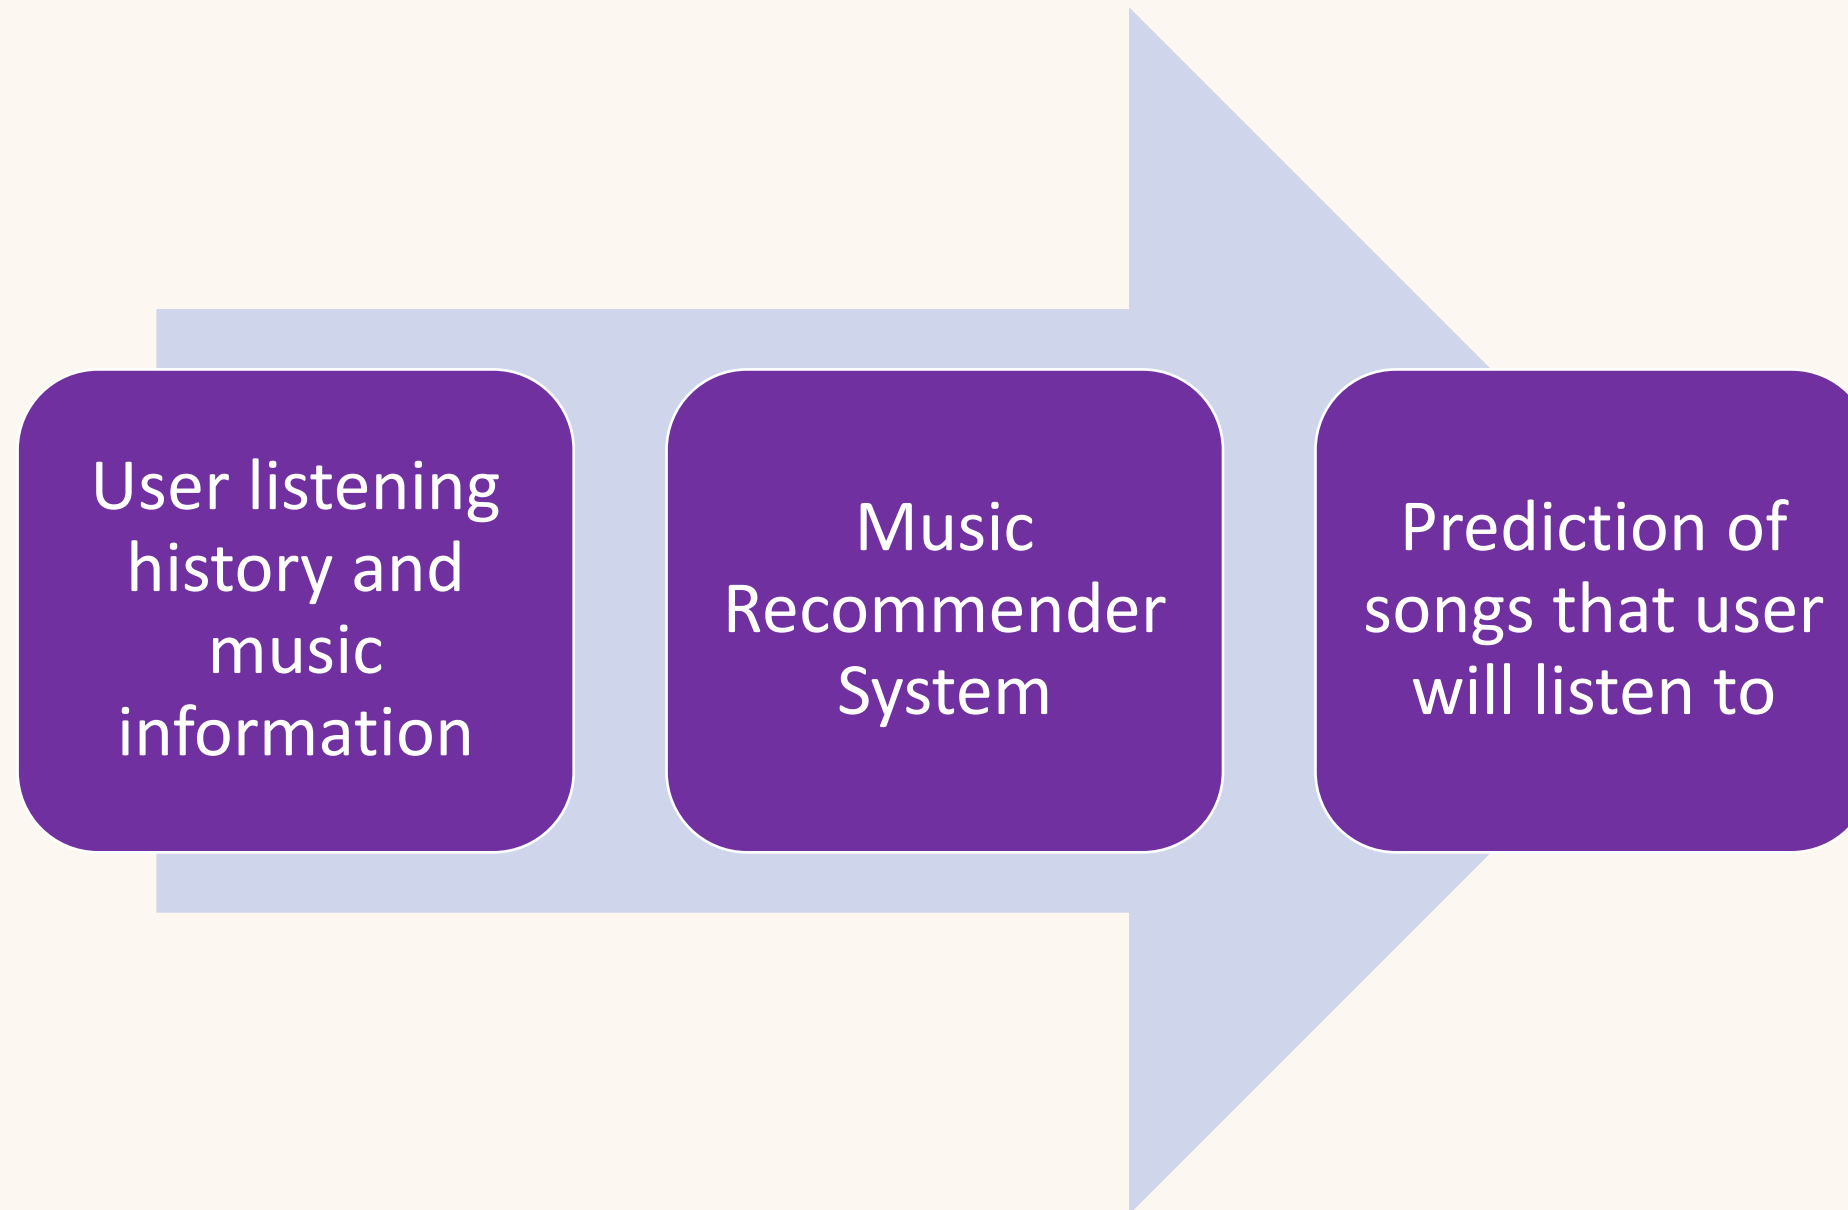 User listening
history and
music
information
Music
Recommender
System
Prediction of
songs that user
will listen to